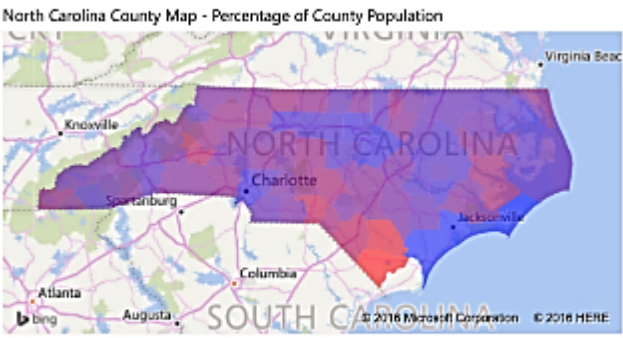 North Carolina County Map - Percentage of County Population
VIRGINIA
Virginia Beac
Knoxville
NORTH CAROLINA
Charlotte
Spartanburg
Jacksonville
Columbia
Atlanta
bing
Augusta
SOUTH CAROLINA
© 2016 Microsoft Corporation © 2016 HERE